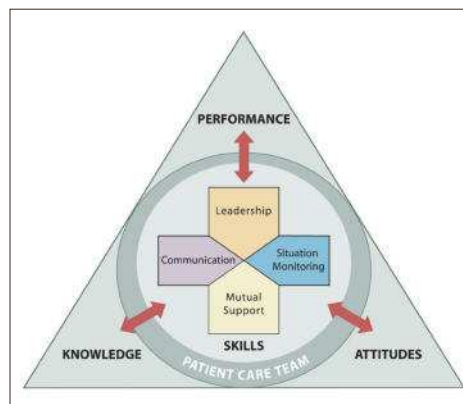 PERFORMANCE
Leadership
Communication
Situation
Monitoring
Mutual
Support
SKILLS
KNOWLEDGE
ATTITUDES
PATIENT CARE TEAM